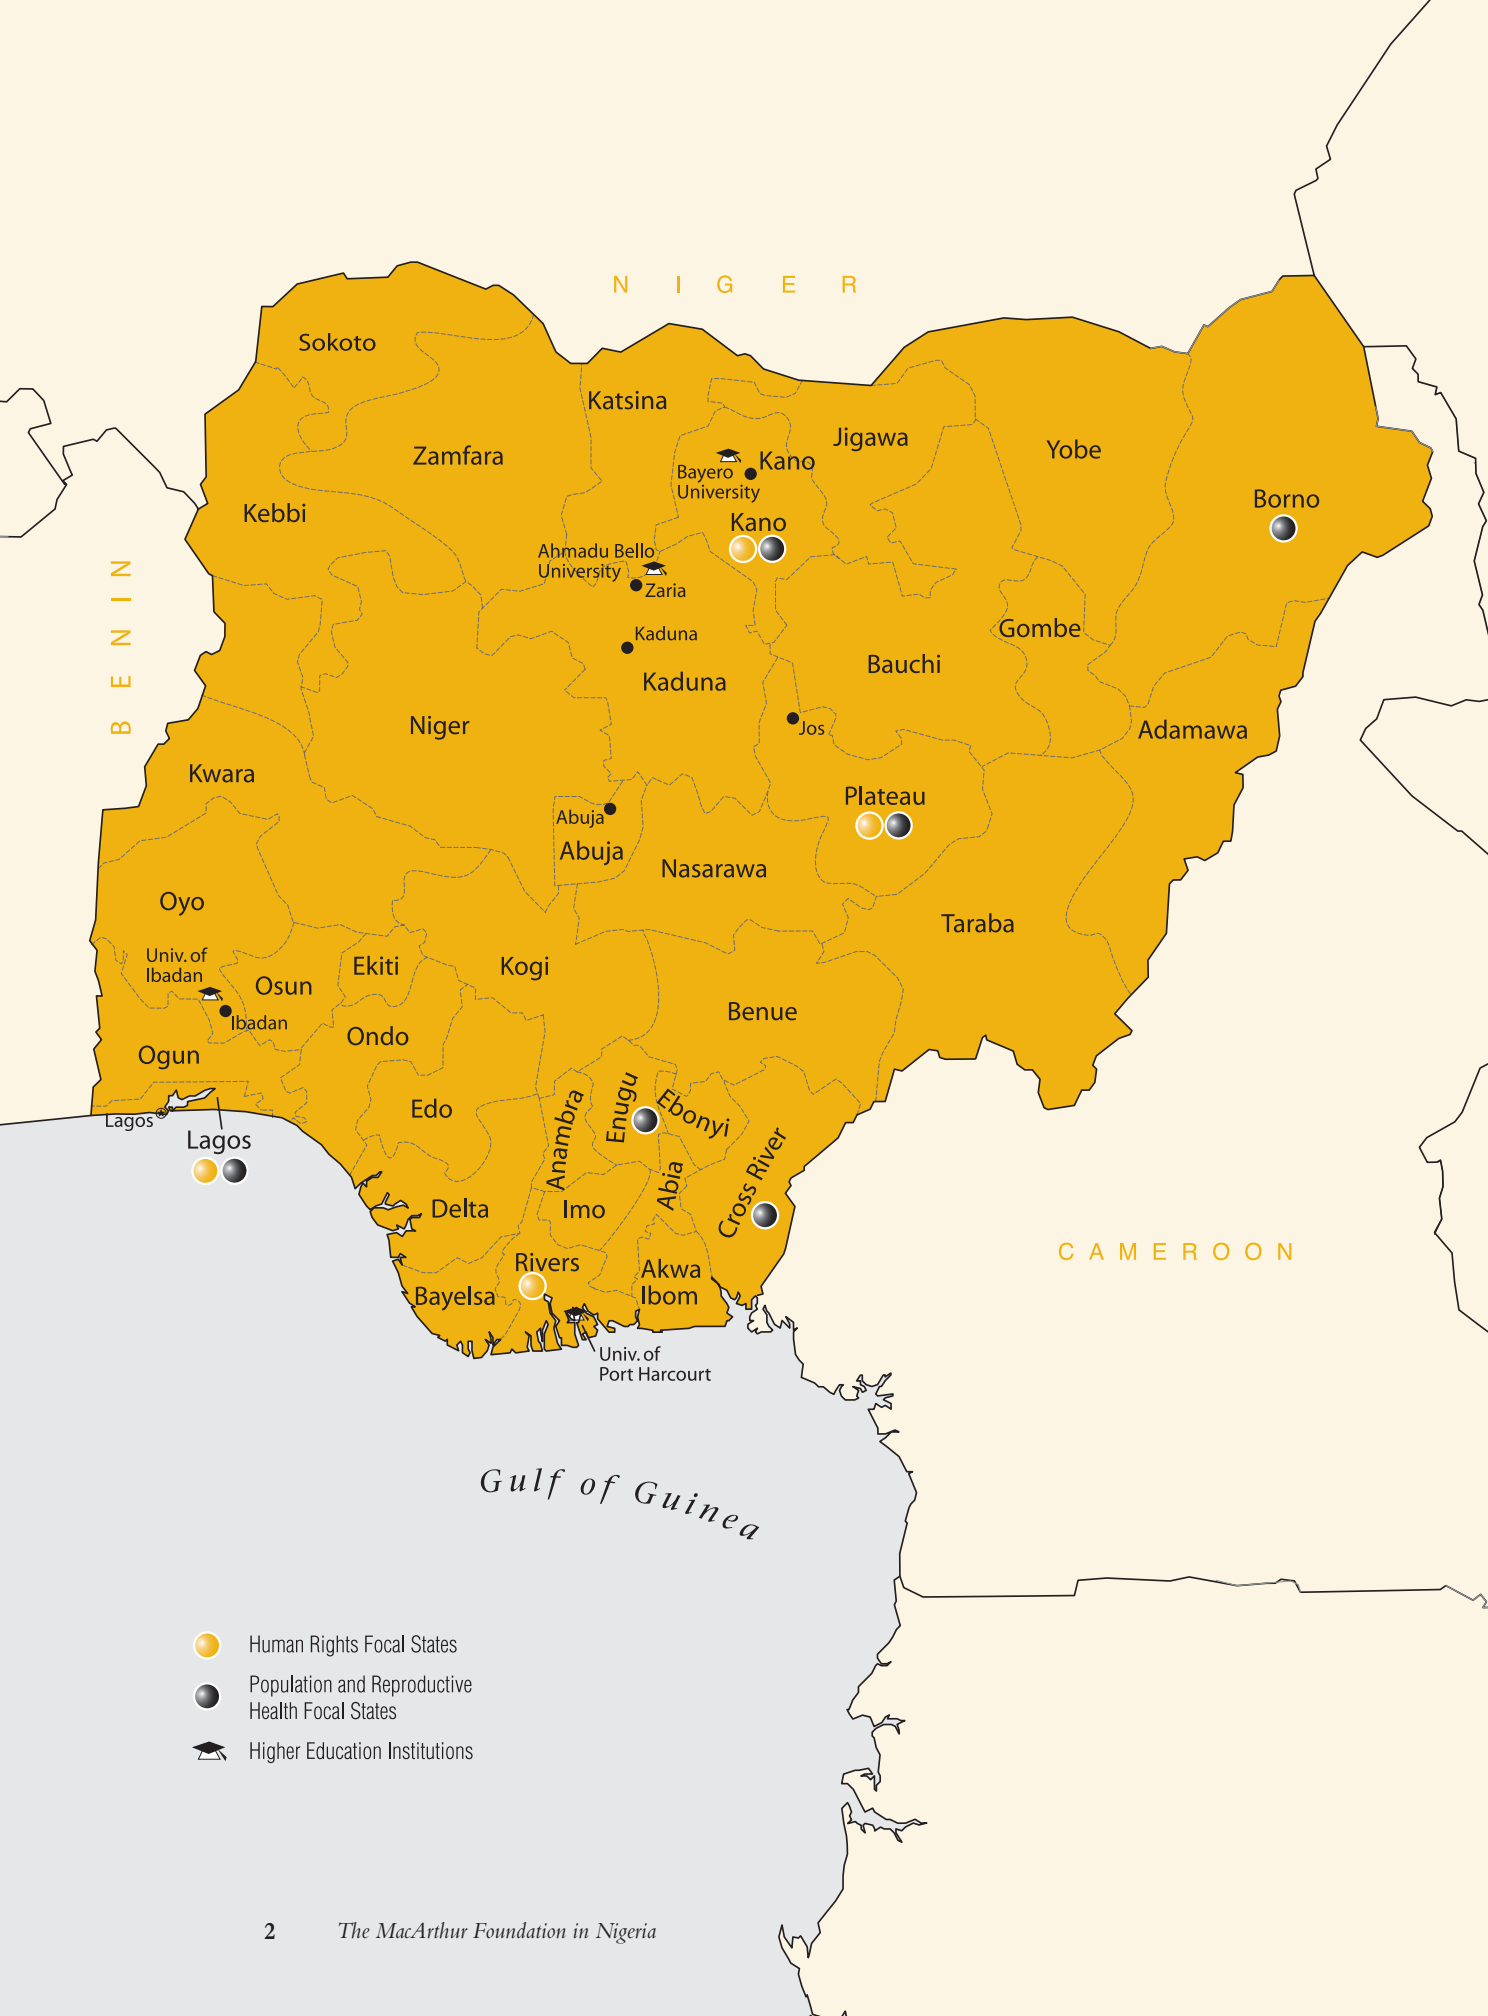 NIGER
Sokoto
Katsina
Zamfara
Jigawa
Yobe
Kano
Bayero
University
Borno
Kebbi
Kano
Ahmadu Bello
University
Zaria
BENIN
Kaduna
Gombe
Bauchi
Kaduna
Niger
Jos
Adamawa
Kwara
Plateau
Abuja
Abuja
Nasarawa
Oyo
Taraba
Univ. of
Ibadan
Ekiti
Kogi
Osun
Benue
Ibadan
Ondo
Ogun
Edo
Anambra
Enugu
Ebonyi
Lagos
Lagos
Cross River
Abia
Delta
Imo
CAMEROON
Rivers
Akwa
Ibom
Bayelsa
Univ. of
Port Harcourt
Gulf of Guinea
Human Rights Focal States
Population and Reproductive
Health Focal States
Higher Education Institutions
2 The MacArthur Foundation in Nigeria